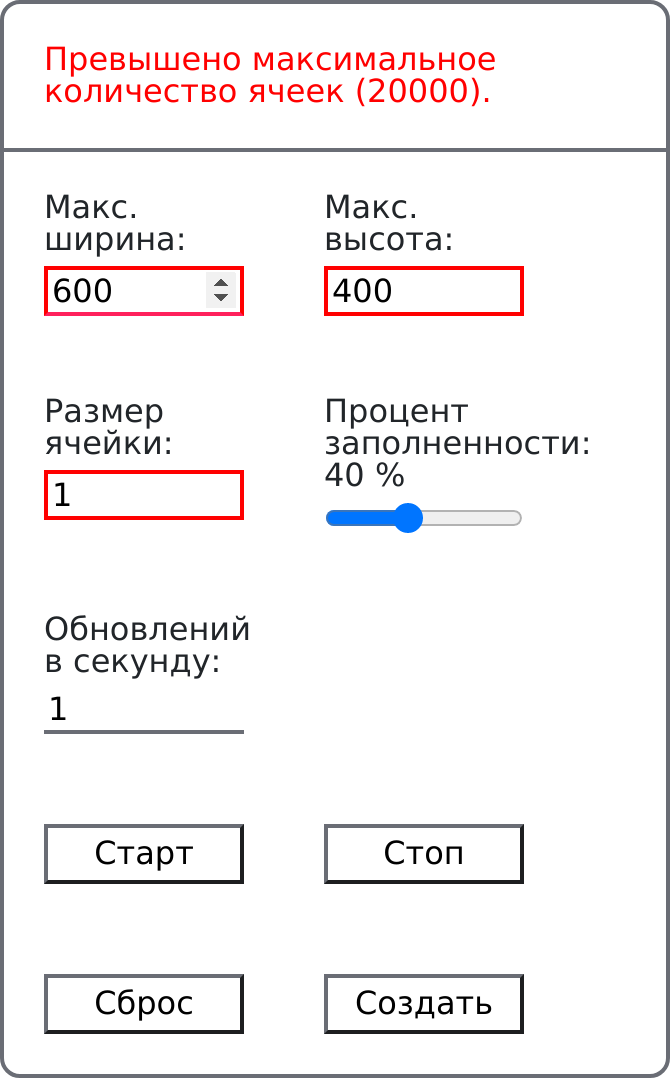 Превышено максимальное
количество ячеек (20000).
Макс.
ширина:
600
Макс.
высота:
400
Размер
ячейки:
1
Процент
заполненности:
40 %
Обновлений
в секунду:
1
Старт
Стоп
Сброс
Создать